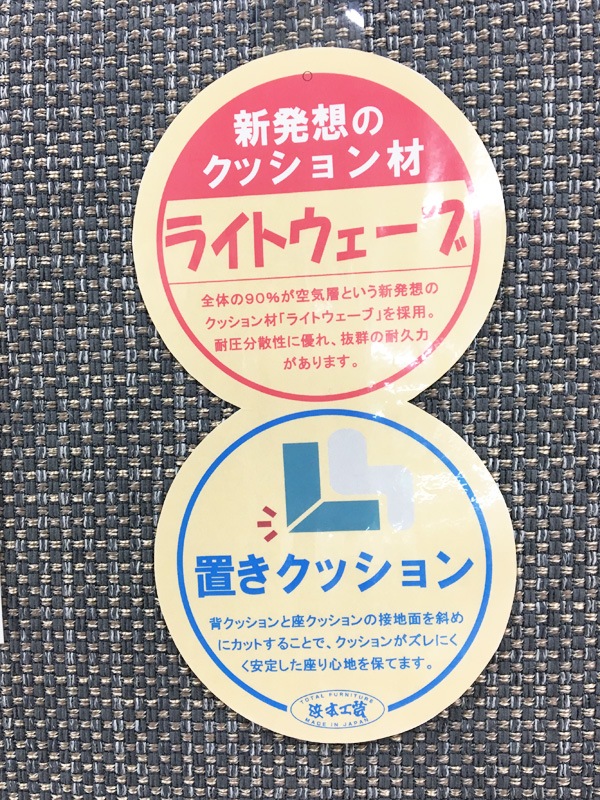 新発想の
クッション材
ライトウェーブ
全体の90%が空気層という新発想の
クッション材「ライトウェーブ」を採用。
耐圧分散性に優れ、抜群の耐久力
があります。
置きクッション
背クッションと座クッションの接地面を斜め
にカットすることで、クッションがズレにく
く安定した座り心地を保てます。
TOTAL FURNITURE
浜本工芸
MADE IN JAPAN